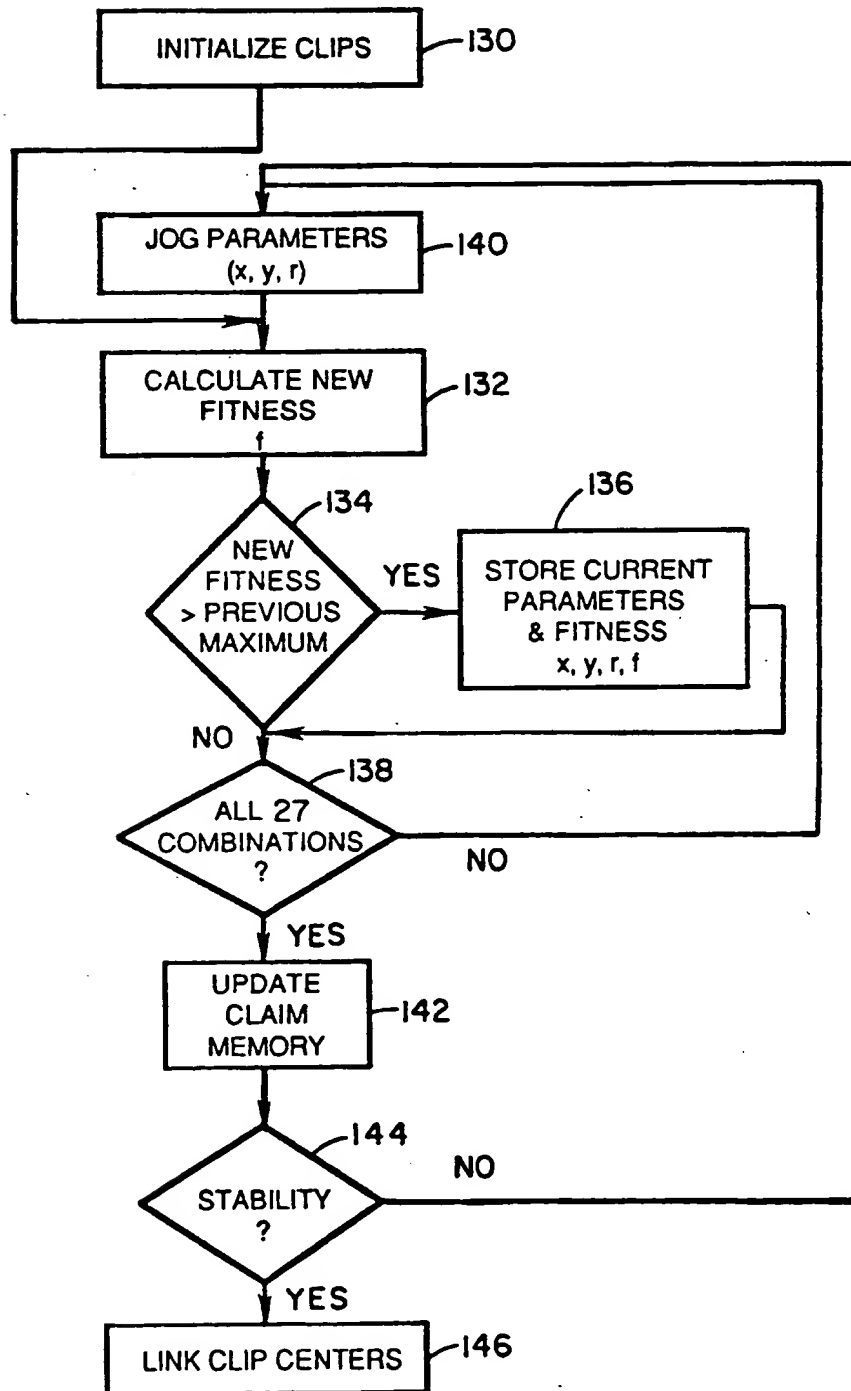 INITIALIZE CLIPS
130
JOG PARAMETERS
(x, y, r)
140
CALCULATE NEW
FITNESS
f
132
134
NEW
FITNESS
> PREVIOUS
MAXIMUM
YES
136
STORE CURRENT
PARAMETERS
& FITNESS
x, y, r, f
NO
138
ALL 27
COMBINATIONS
?
NO
YES
UPDATE
CLAIM
MEMORY
142
144
STABILITY
?
NO
YES
LINK CLIP CENTERS
146